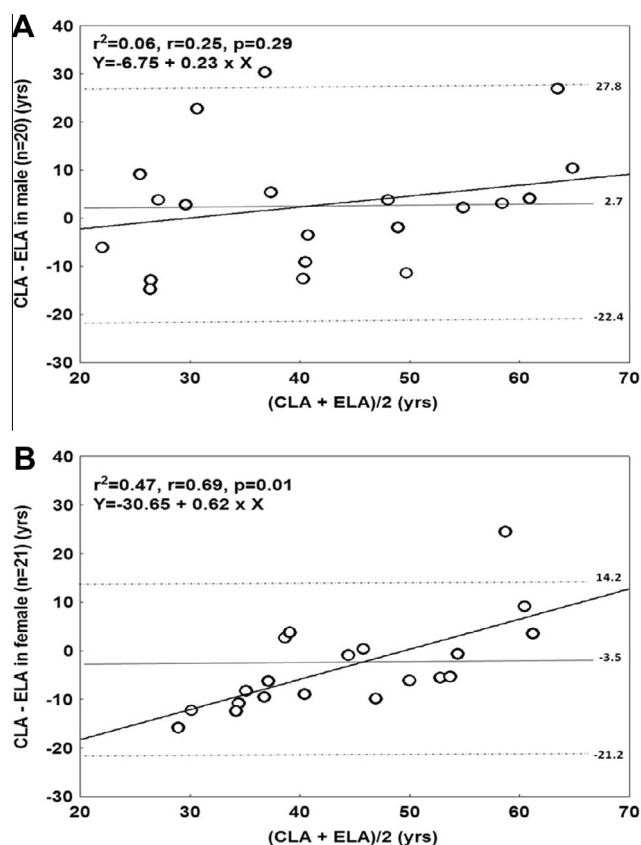 A
r²=0.06, r=0.25, p=0.29
Y=-6.75 + 0.23 x X
CLA - ELA in male (n=20) (yrs)
40
30
20
10
0
-10
-20
-30
27.8
2.7
-22.4
20 30 40 50 60 70
(CLA + ELA)/2 (yrs)
B
r²=0.47, r=0.69, p=0.01
Y=-30.65 + 0.62 x X
CLA - ELA in female (n=21) (yrs)
40
30
20
10
0
-10
-20
-30
14.2
-3.5
-21.2
20 30 40 50 60 70
(CLA + ELA)/2 (yrs)